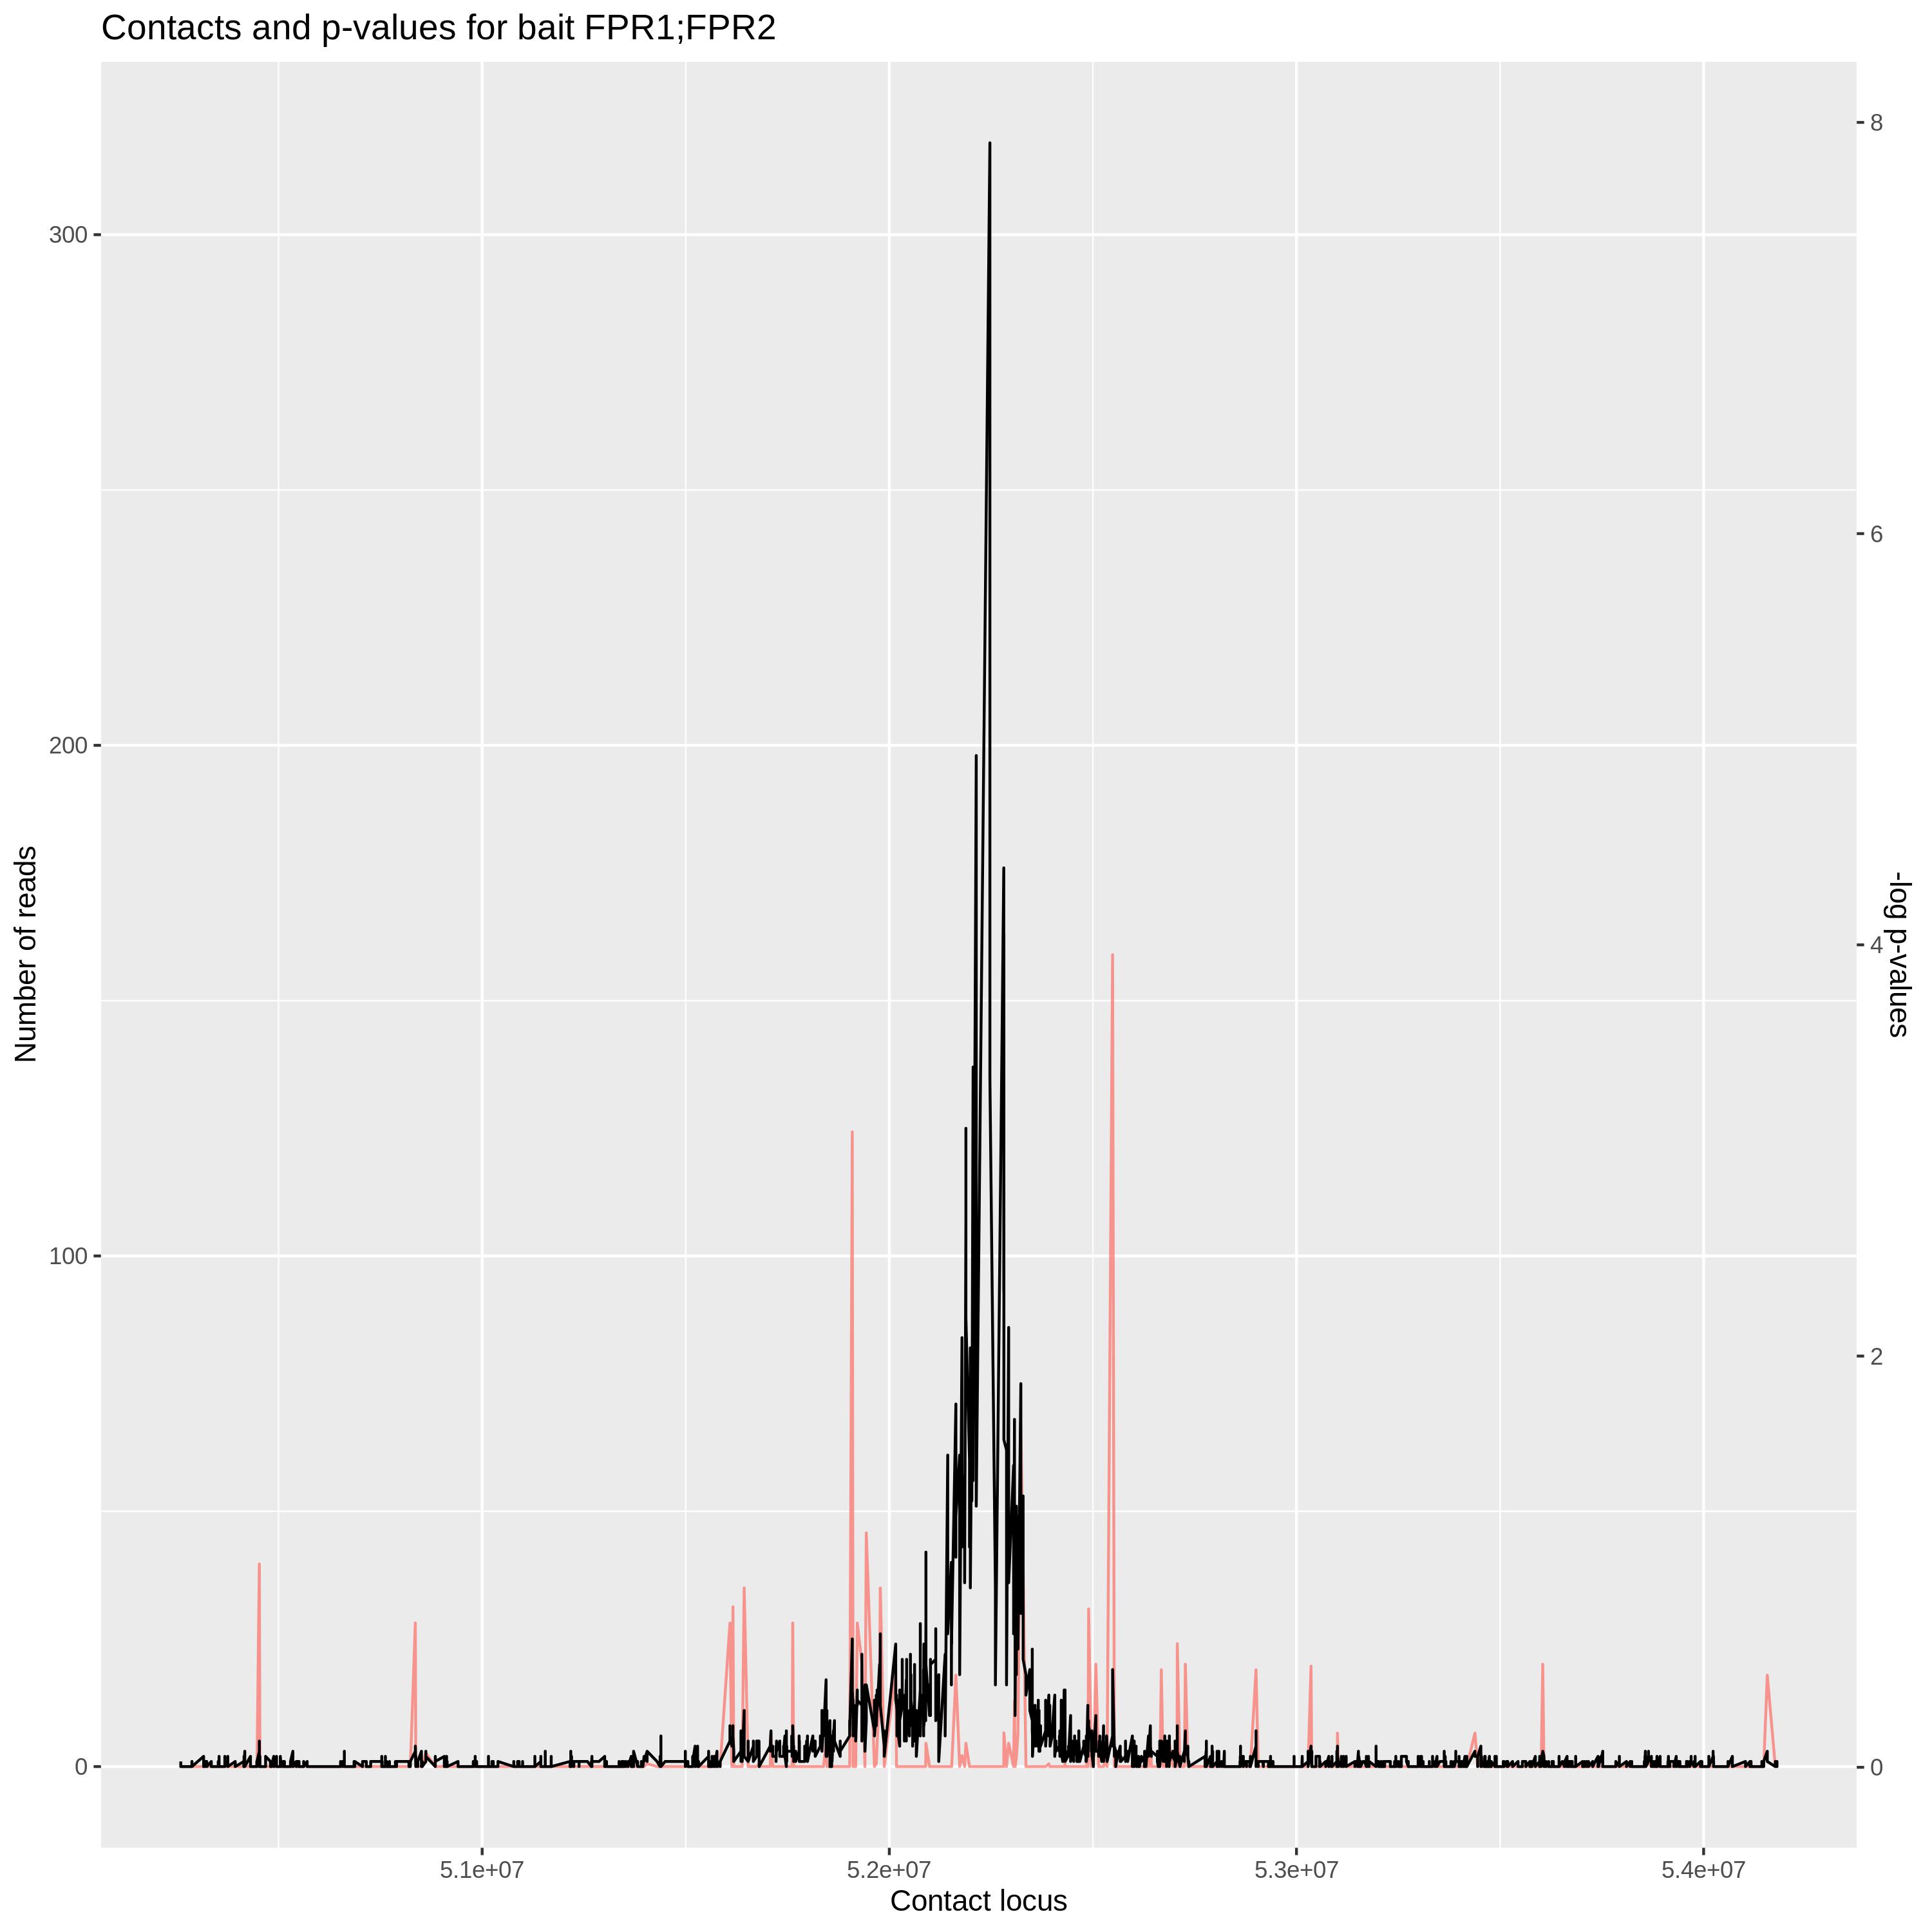 Contacts and p-values for bait FPR1;FPR2
Number of reads
300
200
100
0
8
6
4
2
0
-log p-values
5.1e+07 5.2e+07 5.3e+07 5.4e+07
Contact locus